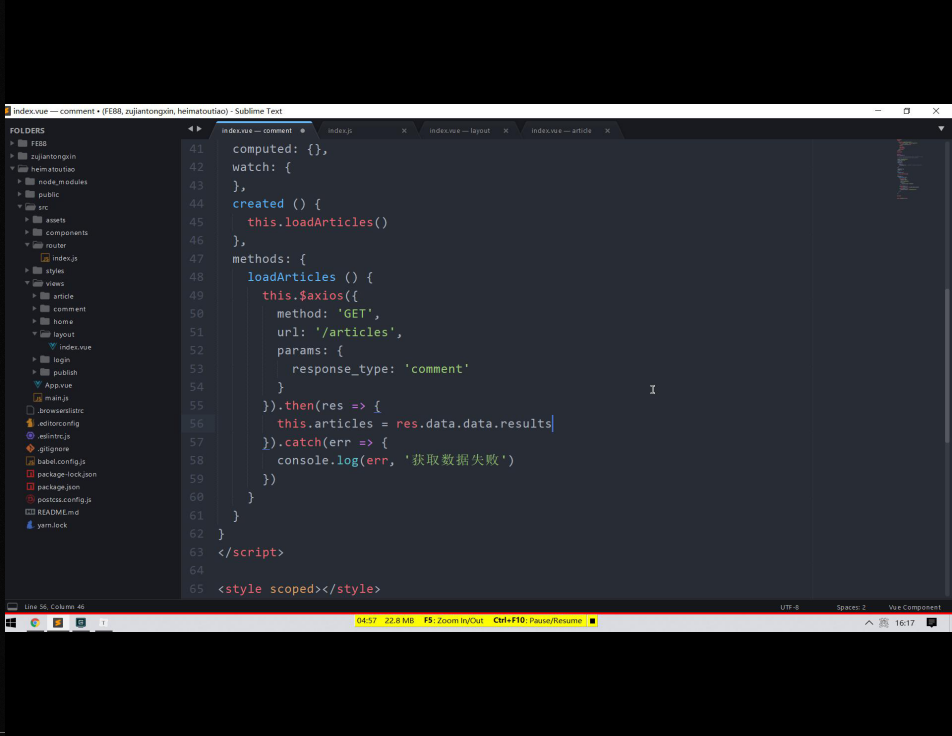 index.vue — comment • (FE88, zujiantongxin, heimatoutiao) - Sublime Text
FOLDERS
FE88
zujiantongxin
heimatoutiao
node_modules
public
src
assets
components
router
index.js
styles
views
article
comment
home
layout
index.vue
login
publish
App.vue
main.js
.browserslistrc
.editorconfig
.eslintrc.js
.gitignore
babel.config.js
package-lock.json
package.json
postcss.config.js
README.md
yarn.lock
index.vue — comment
index.js
index.vue — layout
index.vue — article
41 computed: {},
42 watch: {
43 },
44 created () {
45 this.loadArticles()
46 },
47 methods: {
48 loadArticles () {
49 this.$axios({
50 method: 'GET',
51 url: '/articles',
52 params: {
53 response_type: 'comment'
54 }
55 }).then(res => {
56 this.articles = res.data.data.results
57 }).catch(err => {
58 console.log(err, '获取数据失败')
59 })
60 }
61 }
62 }
63 </script>
64
65 <style scoped></style>
Line 56, Column 46
UTF-8
Spaces: 2
Vue Component
04:57 22.8 MB F5: Zoom In/Out Ctrl+F10: Pause/Resume
16:17